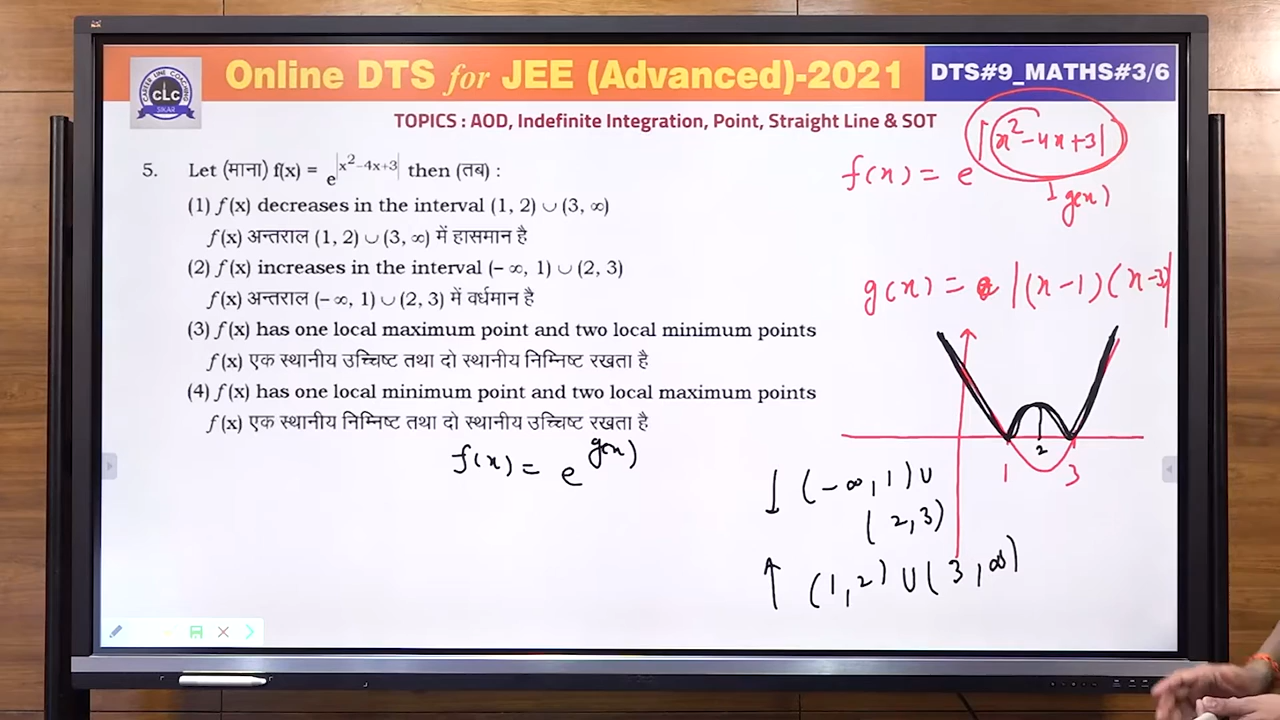 CAREER LINE COACHING
CLC
SIKAR
Online DTS for JEE (Advanced)-2021
DTS#9_MATHS#3/6
TOPICS : AOD, Indefinite Integration, Point, Straight Line & SOT
5. Let (माना) f(x) = e^|x²-4x+3| then (तब) :
(1) f(x) decreases in the interval (1, 2) ∪ (3, ∞)
f(x) अन्तराल (1, 2) ∪ (3, ∞) में हासमान है
(2) f(x) increases in the interval (– ∞, 1) ∪ (2, 3)
f(x) अन्तराल (– ∞, 1) ∪ (2, 3) में वर्धमान है
(3) f(x) has one local maximum point and two local minimum points
f(x) एक स्थानीय उच्चिष्ट तथा दो स्थानीय निम्निष्ट रखता है
(4) f(x) has one local minimum point and two local maximum points
f(x) एक स्थानीय निम्निष्ट तथा दो स्थानीय उच्चिष्ट रखता है
f(x) = e^g(x)
f(x) = e^|x²-4x+3|
↓ g(x)
g(x) = |(x-1)(x-3)|
2
1 3
↓ (-∞, 1) ∪
(2, 3)
↑ (1, 2) ∪ (3, ∞)